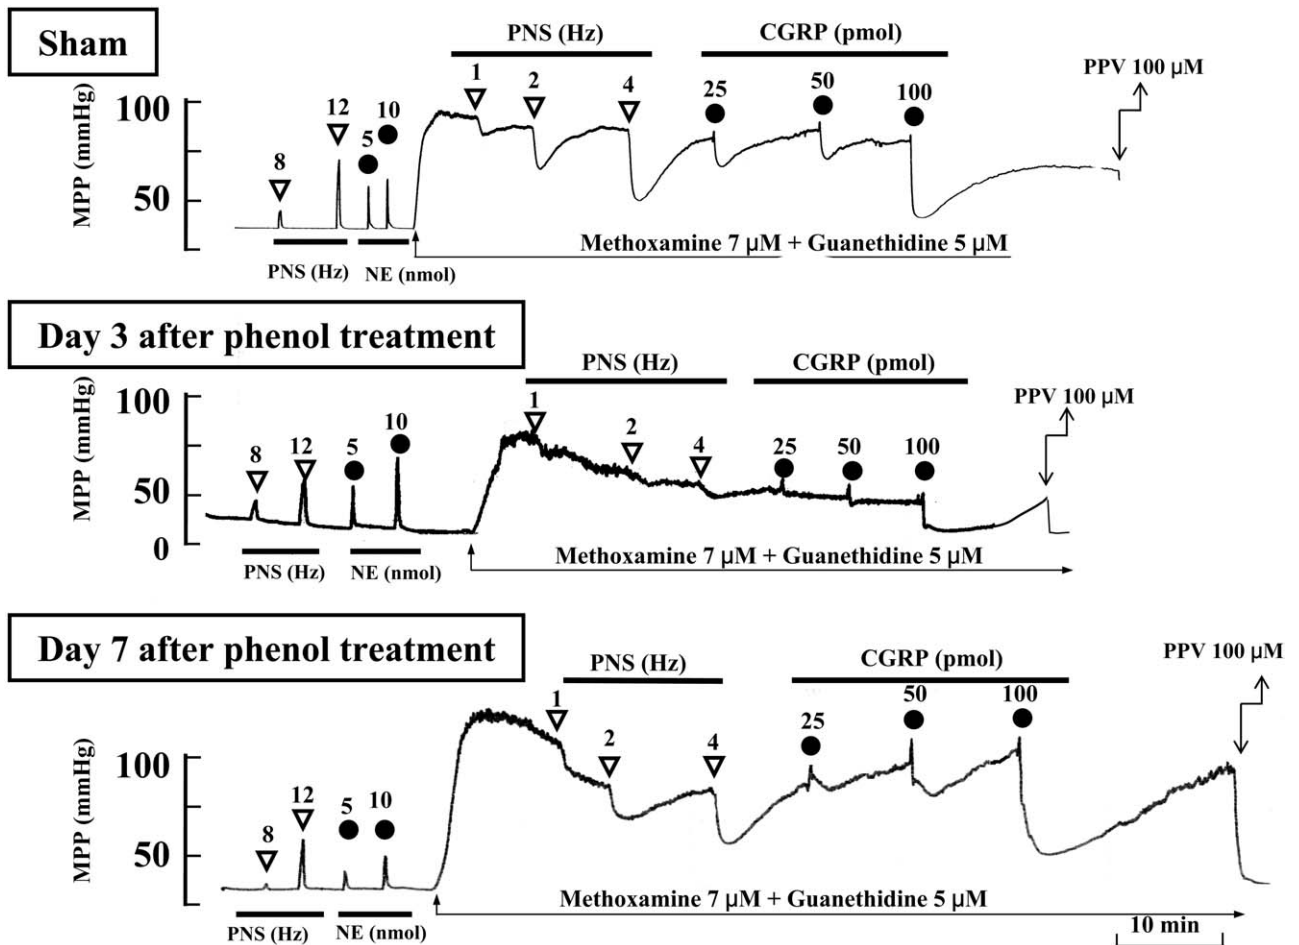 Sham
PNS (Hz)
CGRP (pmol)
PPV 100 µM
1
2
4
25
50
100
8
12
5
10
MPP (mmHg)
100
50
Methoxamine 7 µM + Guanethidine 5 µM
PNS (Hz)
NE (nmol)
Day 3 after phenol treatment
PNS (Hz)
CGRP (pmol)
PPV 100 µM
1
2
4
25
50
100
8
12
5
10
MPP (mmHg)
100
50
0
Methoxamine 7 µM + Guanethidine 5 µM
PNS (Hz)
NE (nmol)
Day 7 after phenol treatment
PNS (Hz)
CGRP (pmol)
PPV 100 µM
1
2
4
25
50
100
8
12
5
10
MPP (mmHg)
100
50
Methoxamine 7 µM + Guanethidine 5 µM
PNS (Hz)
NE (nmol)
10 min